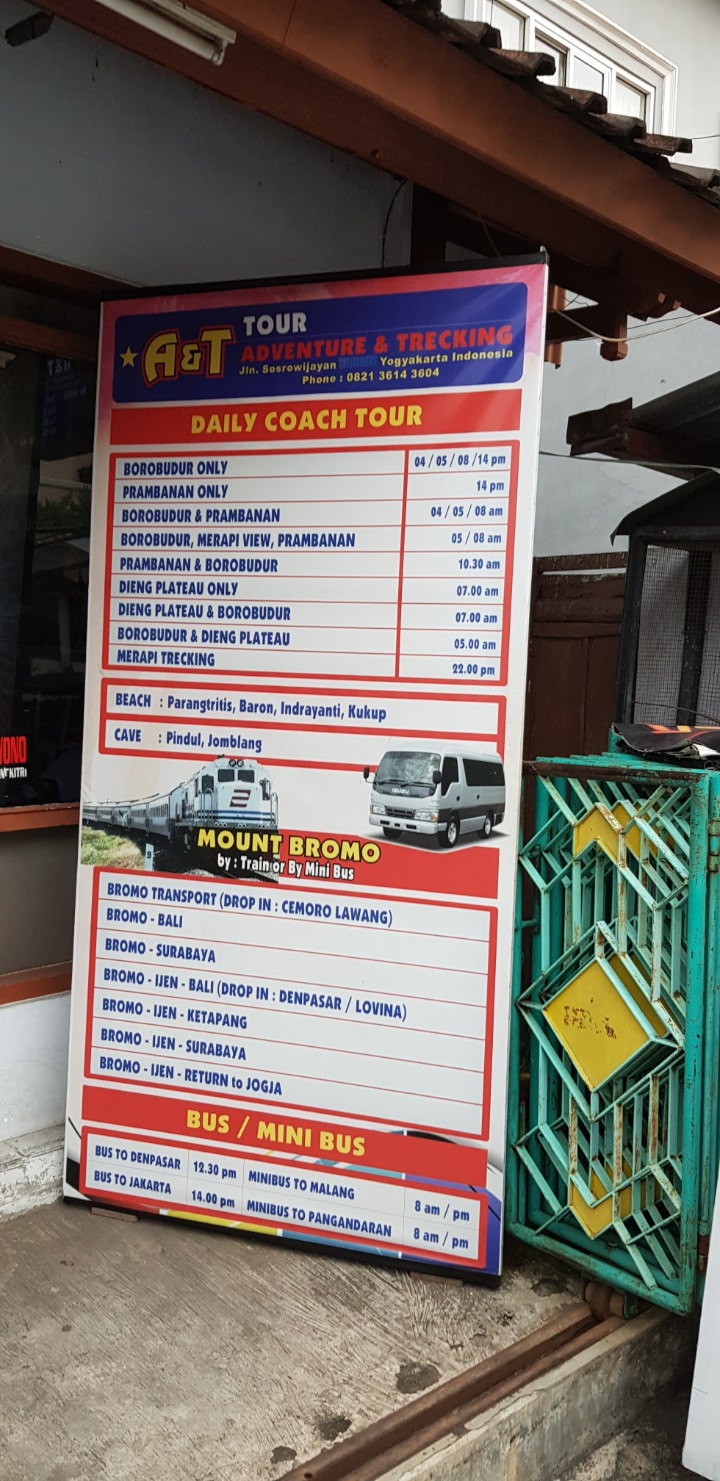 A&T TOUR
ADVENTURE & TRECKING
Jln. Sosrowijayan Yogyakarta Indonesia
Phone : 0821 3614 3604
DAILY COACH TOUR
BOROBUDUR ONLY 04 / 05 / 08 /14 pm
PRAMBANAN ONLY 14 pm
BOROBUDUR & PRAMBANAN 04 / 05 / 08 am
BOROBUDUR, MERAPI VIEW, PRAMBANAN 05 / 08 am
PRAMBANAN & BOROBUDUR 10.30 am
DIENG PLATEAU ONLY 07.00 am
DIENG PLATEAU & BOROBUDUR 07.00 am
BOROBUDUR & DIENG PLATEAU 05.00 am
MERAPI TRECKING 22.00 pm
BEACH : Parangtritis, Baron, Indrayanti, Kukup
CAVE : Pindul, Jomblang
ISUZU
MOUNT BROMO
by : Train or By Mini Bus
BROMO TRANSPORT (DROP IN : CEMORO LAWANG)
BROMO - BALI
BROMO - SURABAYA
BROMO - IJEN - BALI (DROP IN : DENPASAR / LOVINA)
BROMO - IJEN - KETAPANG
BROMO - IJEN - SURABAYA
BROMO - IJEN - RETURN to JOGJA
BUS / MINI BUS
BUS TO DENPASAR 12.30 pm MINIBUS TO MALANG 8 am / pm
BUS TO JAKARTA 14.00 pm MINIBUS TO PANGANDARAN 8 am / pm